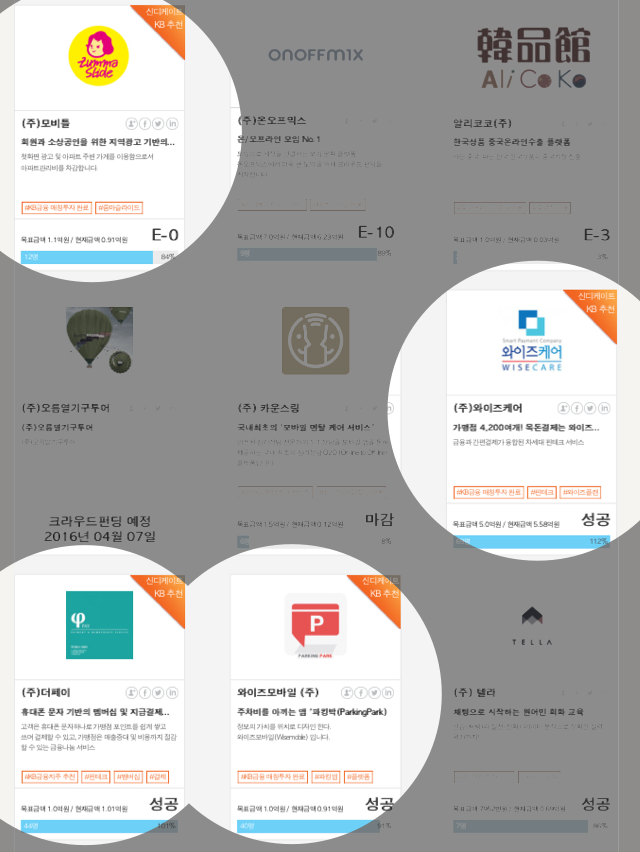 신디케이트
KB 추천
zumma
Slide
(주)모비틀
회원과 소상공인을 위한 지역광고 기반의...
첫화면 광고 및 아파트 주변 가게를 이용함으로서
아파트관리비를 차감합니다
#KB금융 매칭투자 완료 #줌마슬라이드
E-0
목표금액 1.1억원 / 현재금액 0.91억원
12명 84%
ONOFFMIX
(주)온오프믹스
온/오프라인 모임 No. 1
E-10
목표금액 7.0억원 / 현재금액 6.23억원
89%
韓品館
Ali Co Ko
알리코코(주)
한국상품 중국온라인수출 플랫폼
E-3
목표금액 1.0억원 / 현재금액 0.03억원
3%
(주)오름열기구투어
(주)오름열기구투어
(주)오름열기구투어
크라우드펀딩 예정
2016년 04월 07일
(주) 카운스링
국내최초의 '모바일 멘탈 케어 서비스'
마감
목표금액 1.5억원 / 현재금액 0.12억원
8%
신디케이트
KB 추천
Smart Payment Company
와이즈케어
WISECARE
(주)와이즈케어
가맹점 4,200여개! 목돈결제는 와이즈...
금융과 간편결제가 융합된 차세대 핀테크 서비스
#KB금융 매칭투자 완료 #핀테크 #와이즈플랜
성공
목표금액 5.0억원 / 현재금액 5.58억원
112%
신디케이트
KB 추천
φ
(주)더페이
휴대폰 문자 기반의 멤버십 및 지급결제...
고객은 휴대폰 문자하나로 가맹점 포인트를 쉽게 쌓고
쓰며 결제할 수 있고, 가맹점은 매출증대 및 비용까지 절감
할 수 있는 금융나눔 서비스
#KB금융지주 추천 #핀테크 #멤버십 #결제
성공
목표금액 1.0억원 / 현재금액 1.01억원
44명 101%
신디케이트
KB 추천
P
PARKING PARK
와이즈모바일 (주)
주차비를 아끼는 앱 '파킹박(ParkingPark)
정보의 가치를 위치로 디자인 한다.
와이즈모바일(Wisemobile) 입니다.
#KB금융 매칭투자 완료 #파킹앱 #플랫폼
성공
목표금액 1.0억원 / 현재금액 0.91억원
40명 91%
TELLA
(주) 텔라
채팅으로 시작하는 원어민 회화 교육
성공
7명